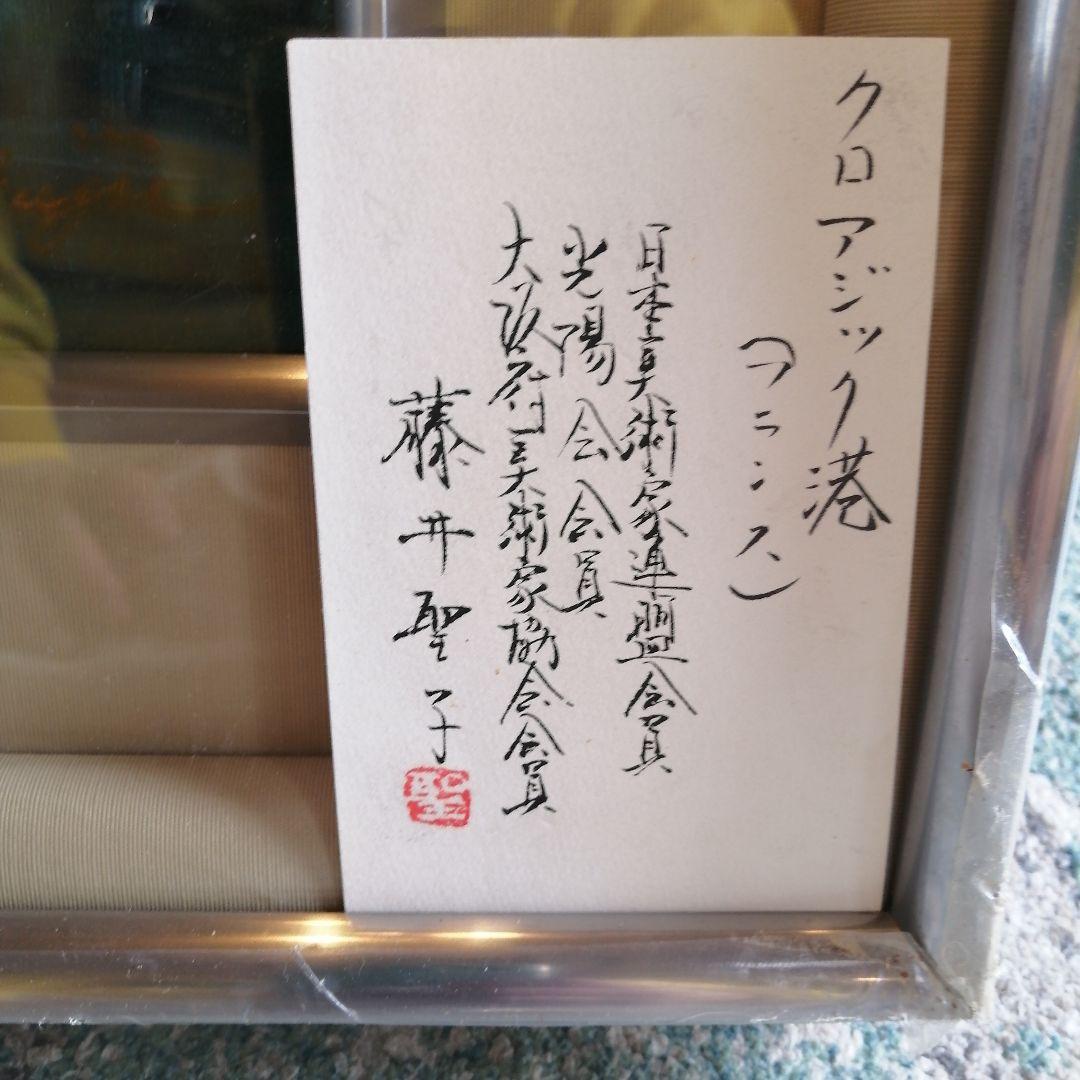 クロアジック港
(フランス)
日本美術家連盟会員
光陽会会員
大阪府美術家協会会員
藤井聖子
聖